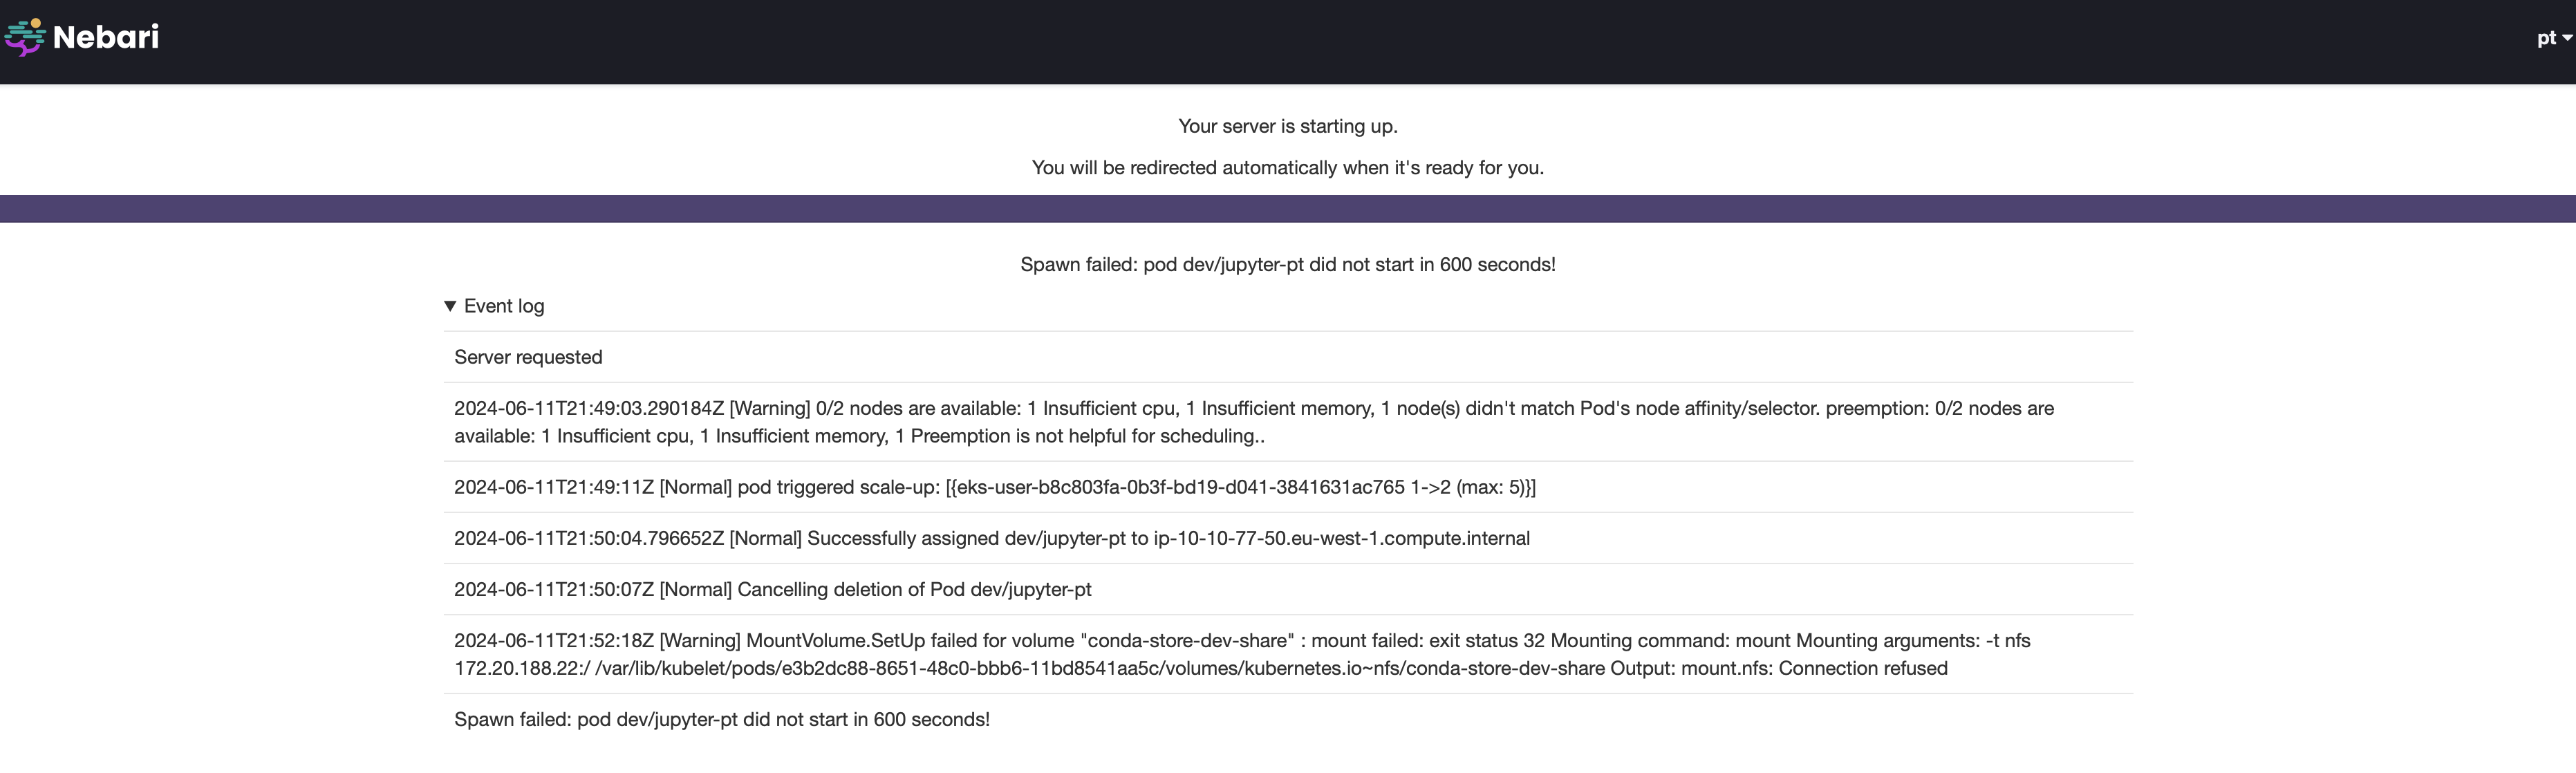 Nebari
pt
Your server is starting up.
You will be redirected automatically when it's ready for you.
Spawn failed: pod dev/jupyter-pt did not start in 600 seconds!
Event log
Server requested
2024-06-11T21:49:03.290184Z [Warning] 0/2 nodes are available: 1 Insufficient cpu, 1 Insufficient memory, 1 node(s) didn't match Pod's node affinity/selector. preemption: 0/2 nodes are
available: 1 Insufficient cpu, 1 Insufficient memory, 1 Preemption is not helpful for scheduling..
2024-06-11T21:49:11Z [Normal] pod triggered scale-up: [{eks-user-b8c803fa-0b3f-bd19-d041-3841631ac765 1->2 (max: 5)}]
2024-06-11T21:50:04.796652Z [Normal] Successfully assigned dev/jupyter-pt to ip-10-10-77-50.eu-west-1.compute.internal
2024-06-11T21:50:07Z [Normal] Cancelling deletion of Pod dev/jupyter-pt
2024-06-11T21:52:18Z [Warning] MountVolume.SetUp failed for volume "conda-store-dev-share" : mount failed: exit status 32 Mounting command: mount Mounting arguments: -t nfs
172.20.188.22:/ /var/lib/kubelet/pods/e3b2dc88-8651-48c0-bbb6-11bd8541aa5c/volumes/kubernetes.io~nfs/conda-store-dev-share Output: mount.nfs: Connection refused
Spawn failed: pod dev/jupyter-pt did not start in 600 seconds!